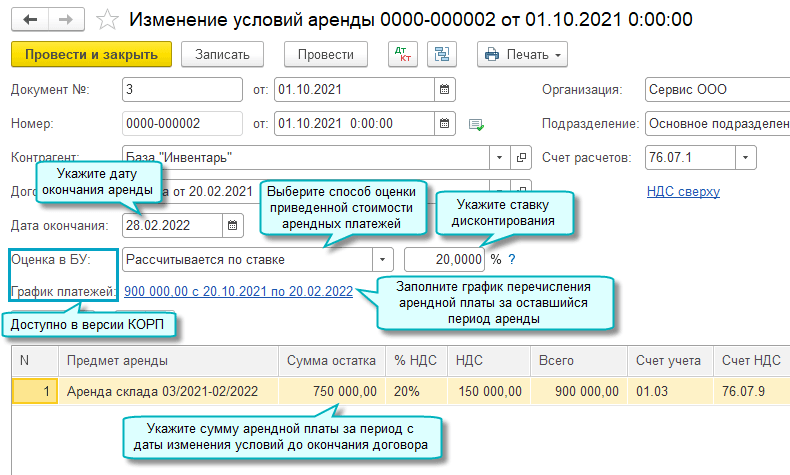 Изменение условий аренды 0000-000002 от 01.10.2021 0:00:00
Провести и закрыть Записать Провести Дт Кт Печать
Документ №: 3 от: 01.10.2021 Организация: Сервис ООО
Номер: 0000-000002 от: 01.10.2021 0:00:00 Подразделение: Основное подразделен
Контрагент: База "Инвентарь" Счет расчетов: 76.07.1
Укажите дату
окончания аренды
Дого а от 20.02.2021 НДС сверху
Выберите способ оценки
приведенной стоимости
арендных платежей
Укажите ставку
дисконтирования
Дата окончания: 28.02.2022
Оценка в БУ: Рассчитывается по ставке 20,0000 % ?
График платежей: 900 000,00 с 20.10.2021 по 20.02.2022
Заполните график перечисления
арендной платы за оставшийся
период аренды
Доступно в версии КОРП
N Предмет аренды Сумма остатка % НДС НДС Всего Счет учета Счет НДС
1 Аренда склада 03/2021-02/2022 750 000,00 20% 150 000,00 900 000,00 01.03 76.07.9
Укажите сумму арендной платы за период с
даты изменения условий до окончания договора